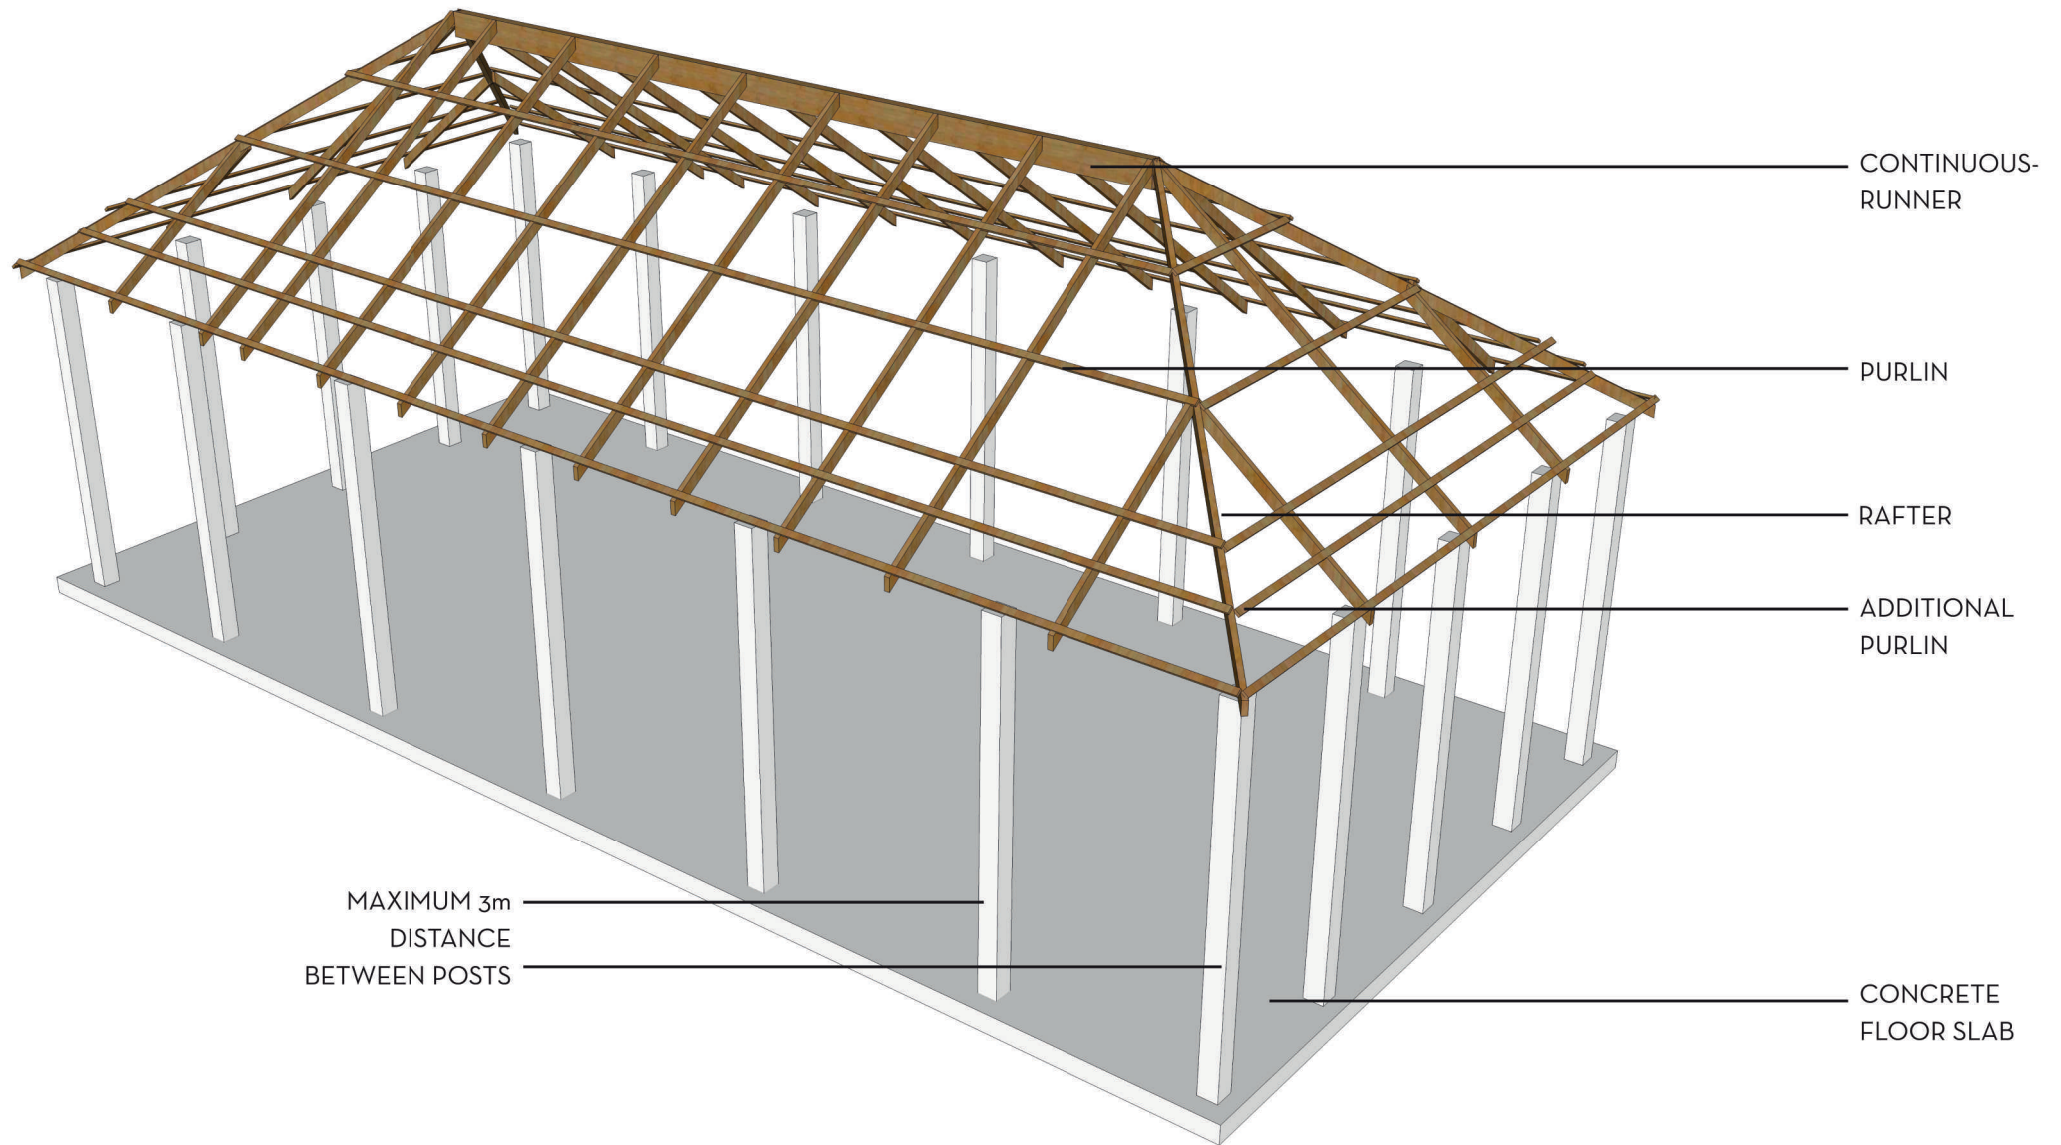 CONTINUOUS-
RUNNER
PURLIN
RAFTER
ADDITIONAL
PURLIN
MAXIMUM 3m
DISTANCE
BETWEEN POSTS
CONCRETE
FLOOR SLAB